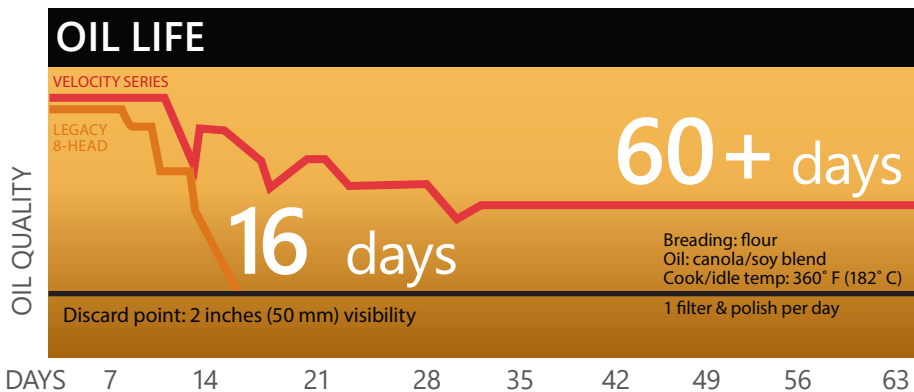 OIL LIFE
VELOCITY SERIES
LEGACY
8-HEAD
60+ days
16 days
OIL QUALITY
Breading: flour
Oil: canola/soy blend
Cook/idle temp: 360˚ F (182˚ C)
1 filter & polish per day
Discard point: 2 inches (50 mm) visibility
DAYS 7 14 21 28 35 42 49 56 63